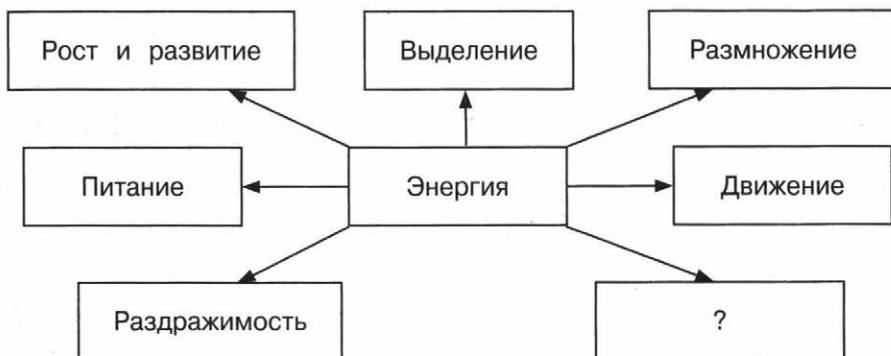 Рост и развитие
Выделение
Размножение
Питание
Энергия
Движение
Раздражимость
?